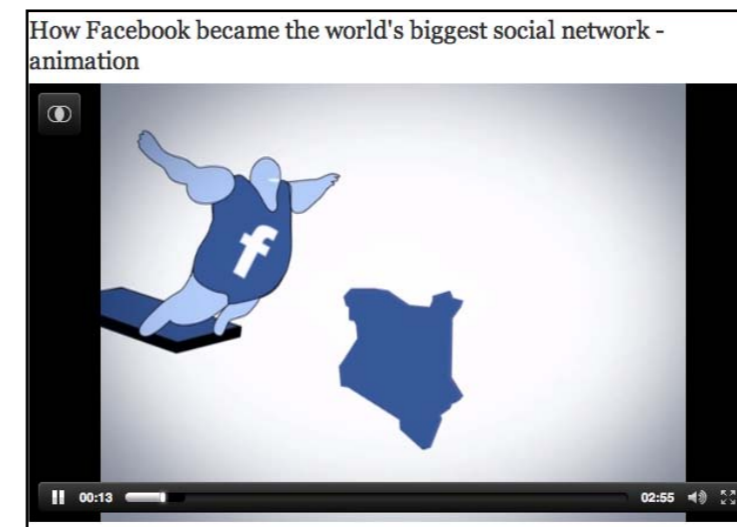 How Facebook became the world's biggest social network -
animation
f
00:13 02:55